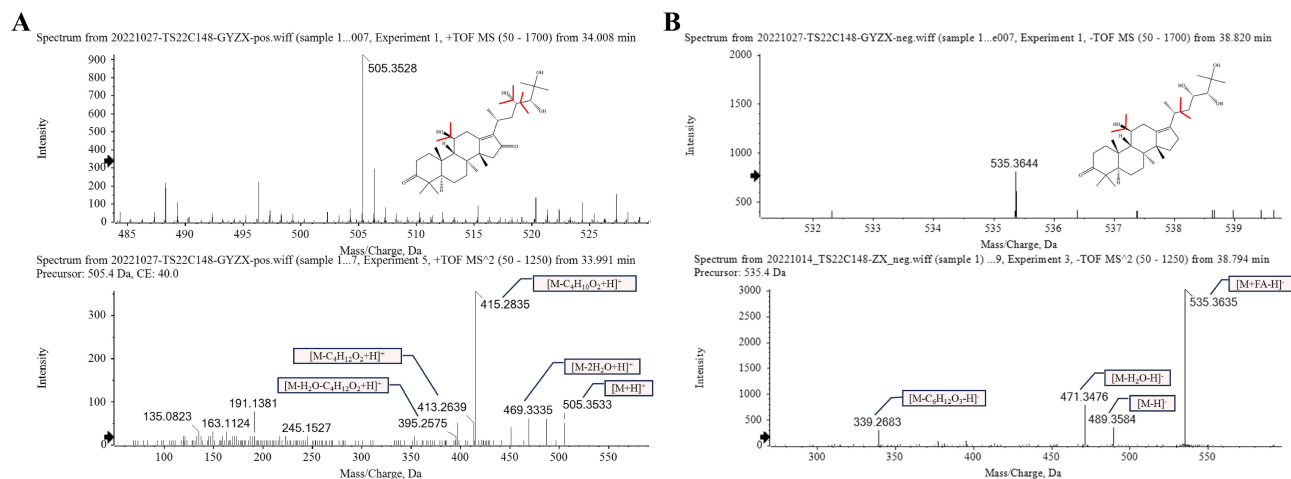 A
Spectrum from 20221027-TS22C148-GYZX-pos.wiff (sample 1...007, Experiment 1, +TOF MS (50 - 1700) from 34.008 min
900
800
700
600
500
400
300
200
100
0
Intensity
505.3528
HO
OH
OH
HO
H
O
O
H
485 490 495 500 505 510 515 520 525
Mass/Charge, Da
Spectrum from 20221027-TS22C148-GYZX-pos.wiff (sample 1...7, Experiment 5, +TOF MS^2 (50 - 1250) from 33.991 min
Precursor: 505.4 Da, CE: 40.0
300
200
100
0
Intensity
[M-C4H10O2+H]+
415.2835
[M-C4H12O2+H]+
[M-H2O-C4H12O2+H]+
[M-2H2O+H]+
[M+H]+
135.0823
163.1124
191.1381
245.1527
395.2575
413.2639
469.3335
505.3533
100 150 200 250 300 350 400 450 500 550
Mass/Charge, Da
B
Spectrum from 20221027-TS22C148-GYZX-neg.wiff (sample 1...e007, Experiment 1, -TOF MS (50 - 1700) from 38.820 min
2000
1500
1000
500
Intensity
535.3644
HO
OH
OH
HO
H
O
H
532 533 534 535 536 537 538 539
Mass/Charge, Da
Spectrum from 20221014_TS22C148-ZX_neg.wiff (sample 1) ...9, Experiment 3, -TOF MS^2 (50 - 1250) from 38.794 min
Precursor: 535.4 Da
3000
2500
2000
1500
1000
500
0
Intensity
[M+FA-H]-
535.3635
[M-H2O-H]-
471.3476
[M-H]-
489.3584
[M-C6H12O3-H]-
339.2683
300 400 500
Mass/Charge, Da